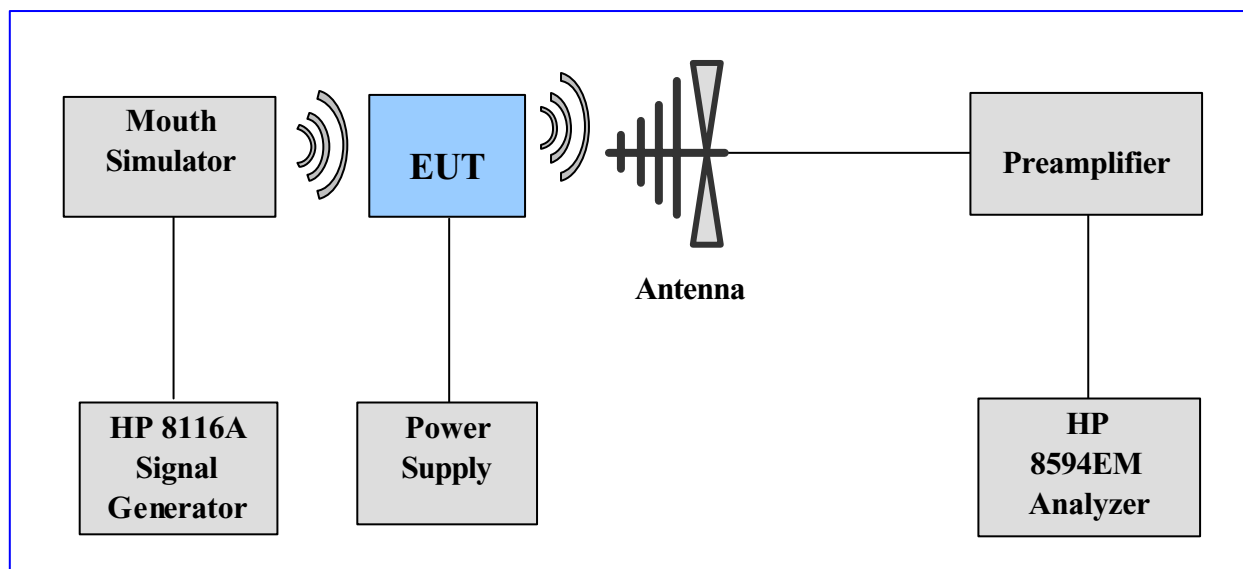 Mouth
Simulator
EUT
Preamplifier
Antenna
HP 8116A
Signal
Generator
Power
Supply
HP
8594EM
Analyzer